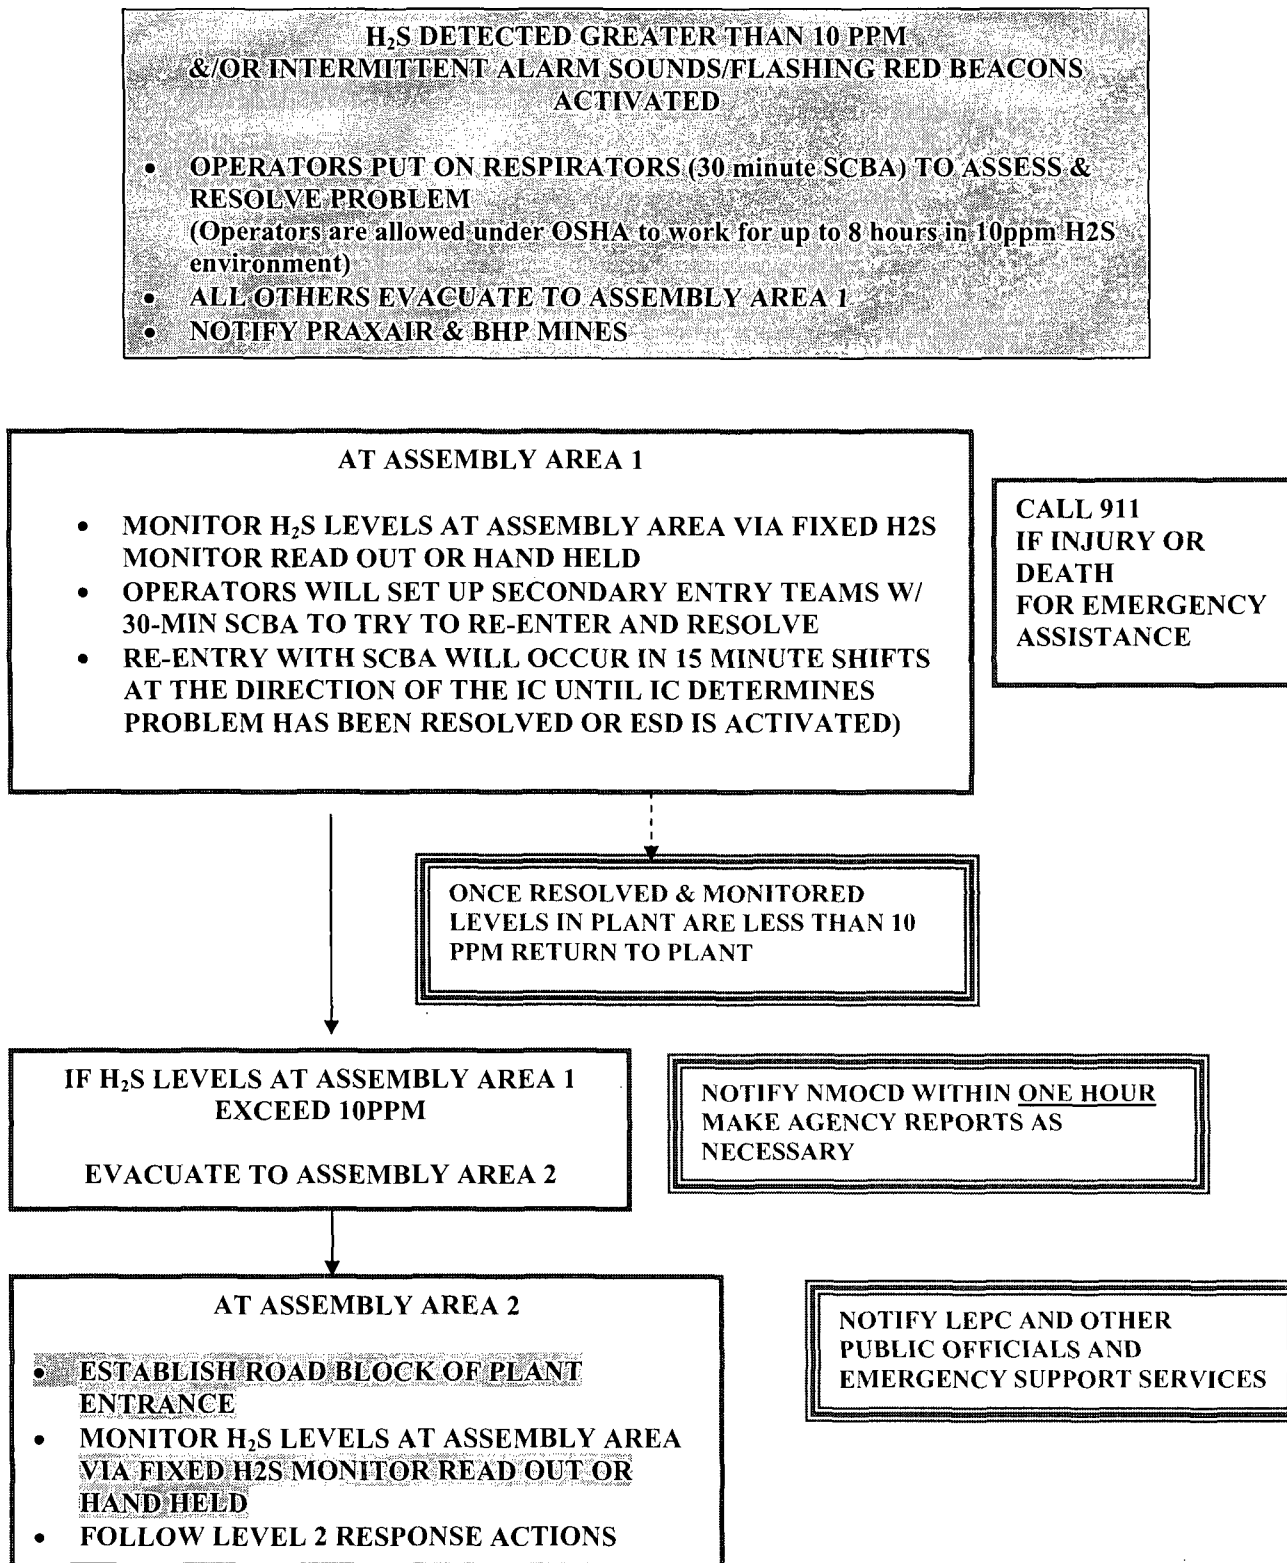 H₂S DETECTED GREATER THAN 10 PPM
&/OR INTERMITTENT ALARM SOUNDS/FLASHING RED BEACONS
ACTIVATED
• OPERATORS PUT ON RESPIRATORS (30 minute SCBA) TO ASSESS &
RESOLVE PROBLEM
(Operators are allowed under OSHA to work for up to 8 hours in 10ppm H2S
environment)
• ALL OTHERS EVACUATE TO ASSEMBLY AREA 1
• NOTIFY PRAXAIR & BHP MINES
AT ASSEMBLY AREA 1
• MONITOR H₂S LEVELS AT ASSEMBLY AREA VIA FIXED H2S
MONITOR READ OUT OR HAND HELD
• OPERATORS WILL SET UP SECONDARY ENTRY TEAMS W/
30-MIN SCBA TO TRY TO RE-ENTER AND RESOLVE
• RE-ENTRY WITH SCBA WILL OCCUR IN 15 MINUTE SHIFTS
AT THE DIRECTION OF THE IC UNTIL IC DETERMINES
PROBLEM HAS BEEN RESOLVED OR ESD IS ACTIVATED)
CALL 911
IF INJURY OR
DEATH
FOR EMERGENCY
ASSISTANCE
ONCE RESOLVED & MONITORED
LEVELS IN PLANT ARE LESS THAN 10
PPM RETURN TO PLANT
IF H₂S LEVELS AT ASSEMBLY AREA 1
EXCEED 10PPM
EVACUATE TO ASSEMBLY AREA 2
NOTIFY NMOCD WITHIN ONE HOUR
MAKE AGENCY REPORTS AS
NECESSARY
AT ASSEMBLY AREA 2
• ESTABLISH ROAD BLOCK OF PLANT
ENTRANCE
• MONITOR H₂S LEVELS AT ASSEMBLY AREA
VIA FIXED H2S MONITOR READ OUT OR
HAND HELD
• FOLLOW LEVEL 2 RESPONSE ACTIONS
NOTIFY LEPC AND OTHER
PUBLIC OFFICIALS AND
EMERGENCY SUPPORT SERVICES